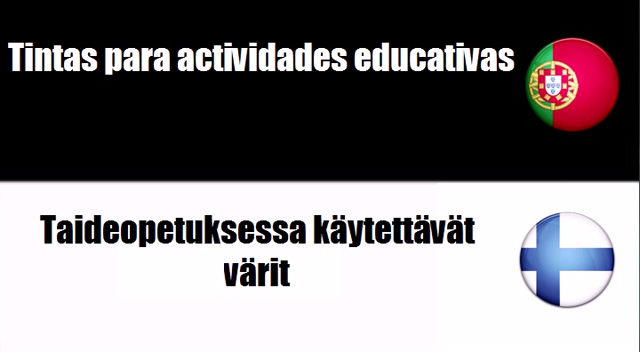 Tintas para actividades educativas
Taideopetuksessa käytettävät
värit